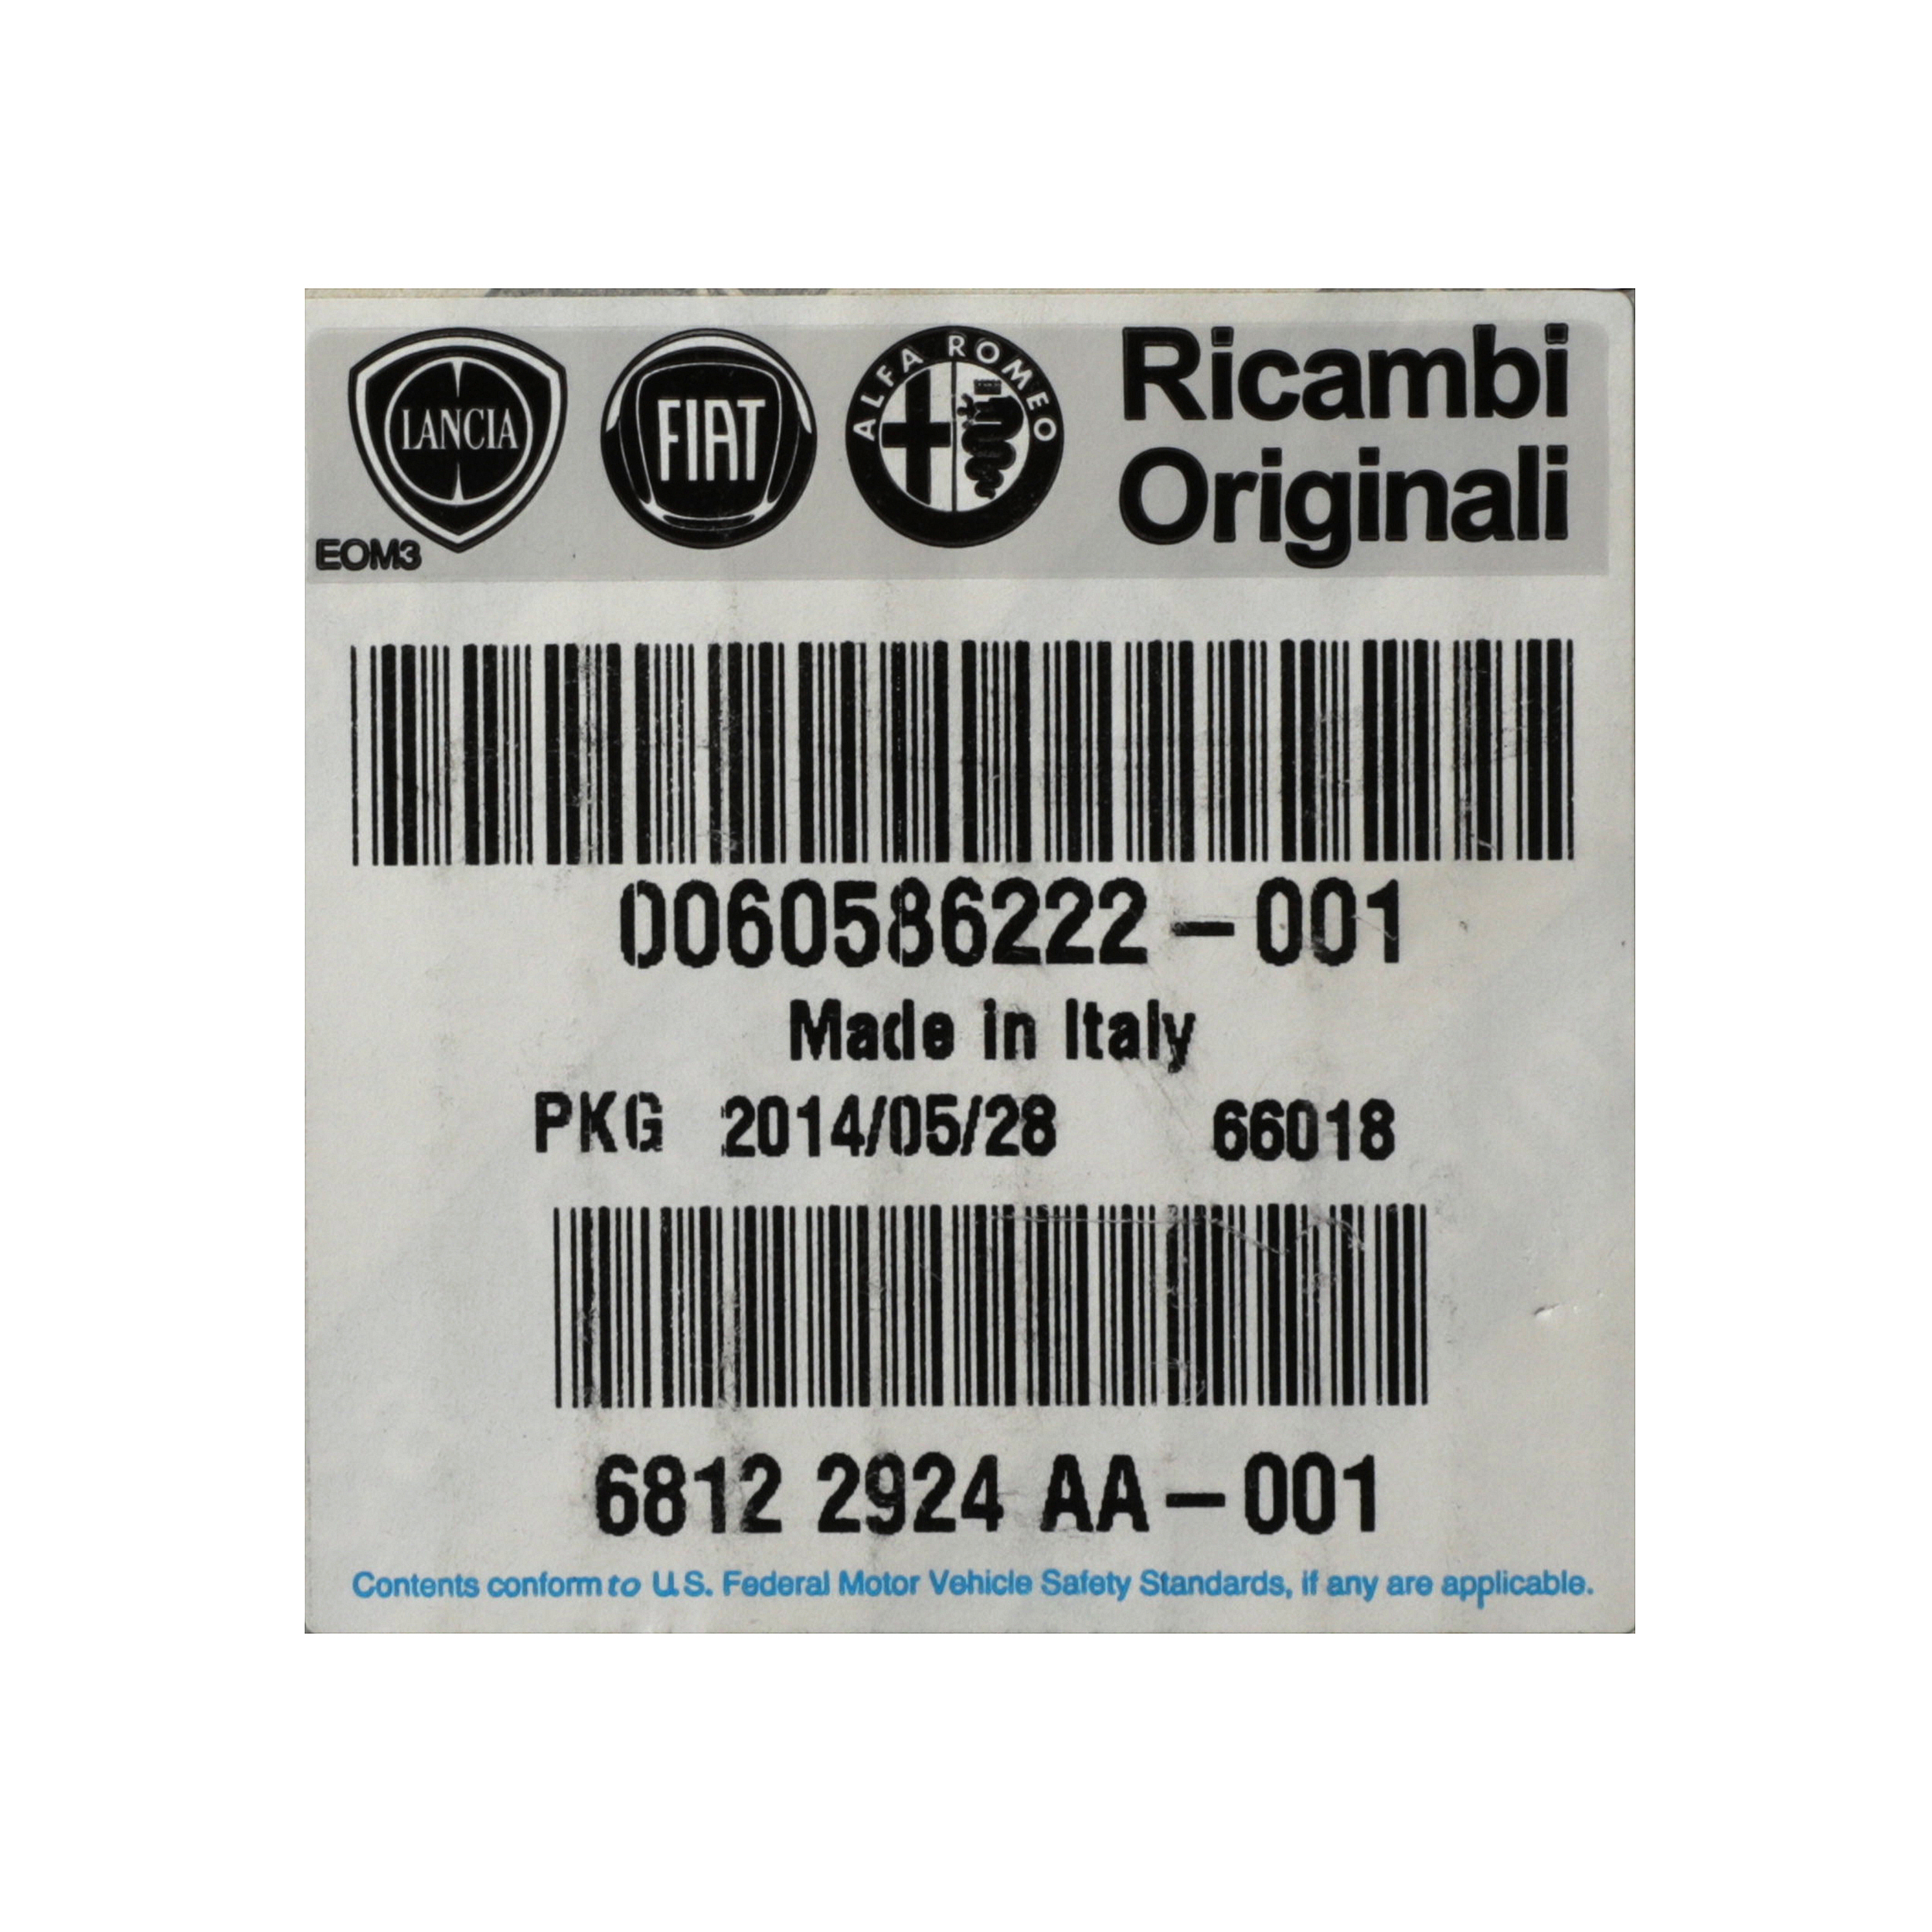 LANCIA
FIAT
ALFA ROMEO
Ricambi
Originali
EOM3
0060586222-001
Made in Italy
PKG 2014/05/28 66018
6812 2924 AA-001
Contents conform to U.S. Federal Motor Vehicle Safety Standards, if any are applicable.